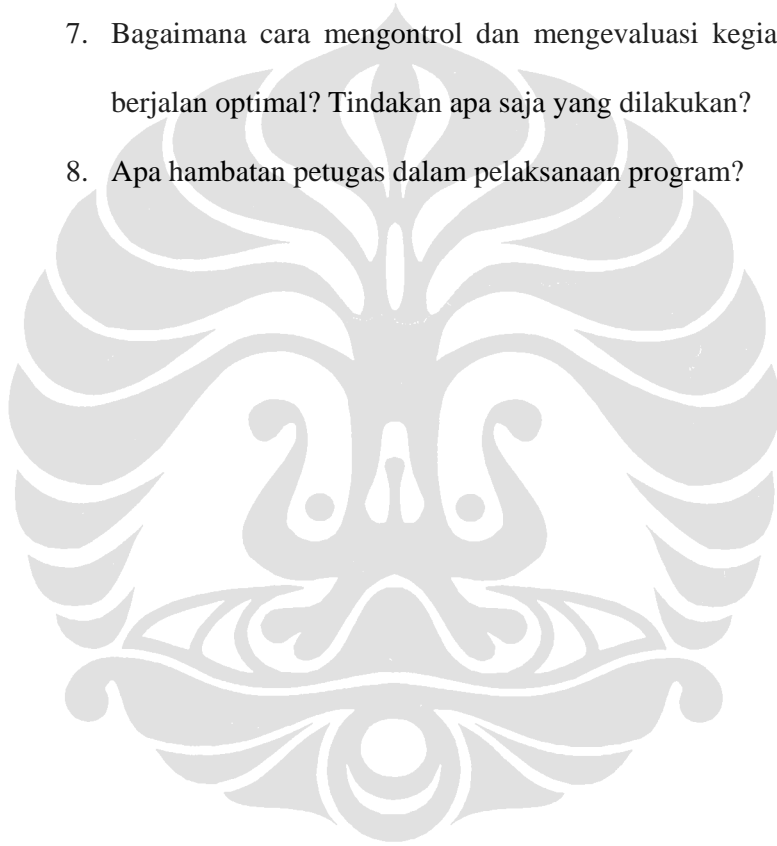 7. Bagaimana cara mengontrol dan mengevaluasi kegia
berjalan optimal? Tindakan apa saja yang dilakukan?
8. Apa hambatan petugas dalam pelaksanaan program?